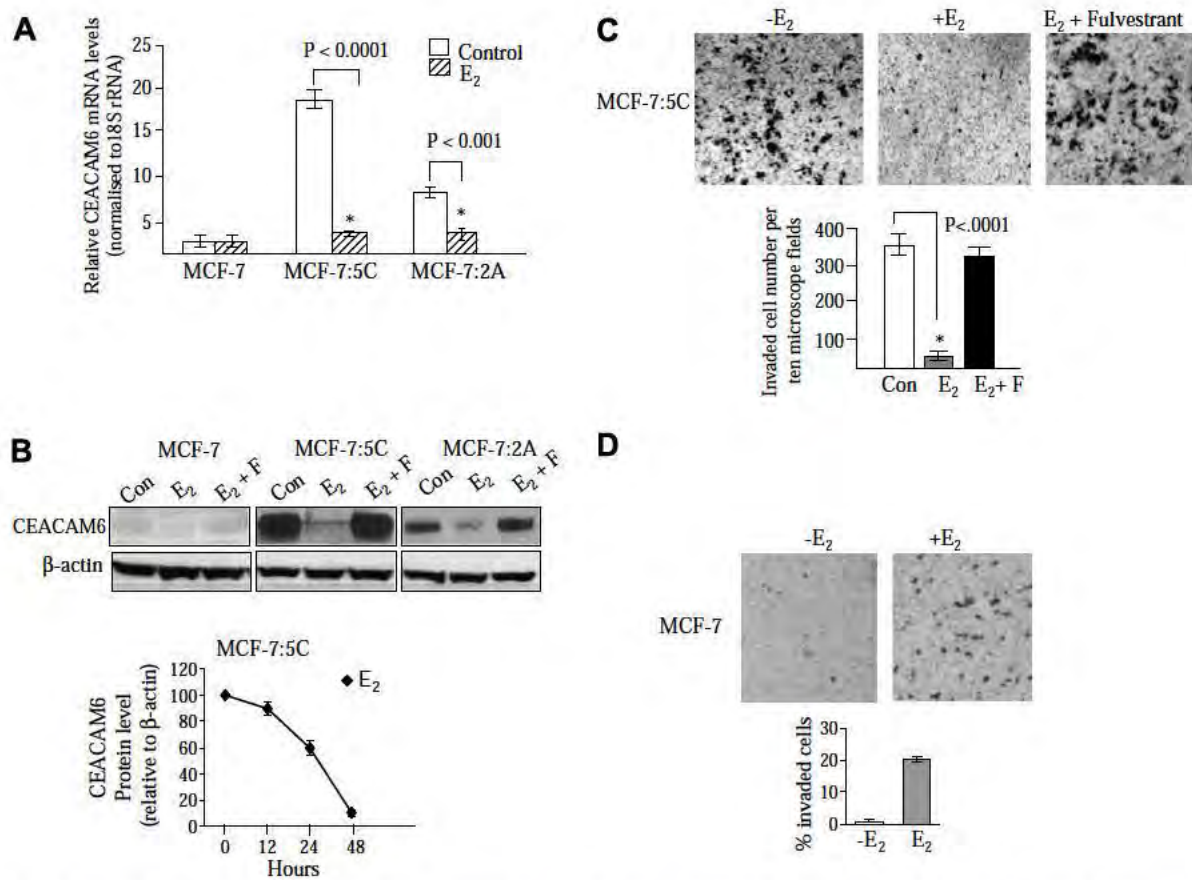 A
Relative CEACAM6 mRNA levels
(normalised to18S rRNA)
25
20
15
10
5
P < 0.0001
Control
E₂
P < 0.001
*
*
MCF-7
MCF-7:5C
MCF-7:2A
B
MCF-7
MCF-7:5C
MCF-7:2A
Con
E₂
E₂ + F
Con
E₂
E₂ + F
Con
E₂
E₂ + F
CEACAM6
β-actin
MCF-7:5C
CEACAM6
Protein level
(relative to β-actin)
120
100
80
60
40
20
0
E₂
0
12
24
48
Hours
C
-E₂
+E₂
E₂ + Fulvestrant
MCF-7:5C
Invaded cell number per
ten microscope fields
400
300
200
100
P<.0001
*
Con
E₂
E₂+ F
D
-E₂
+E₂
MCF-7
% invaded cells
30
20
10
0
-E₂
E₂